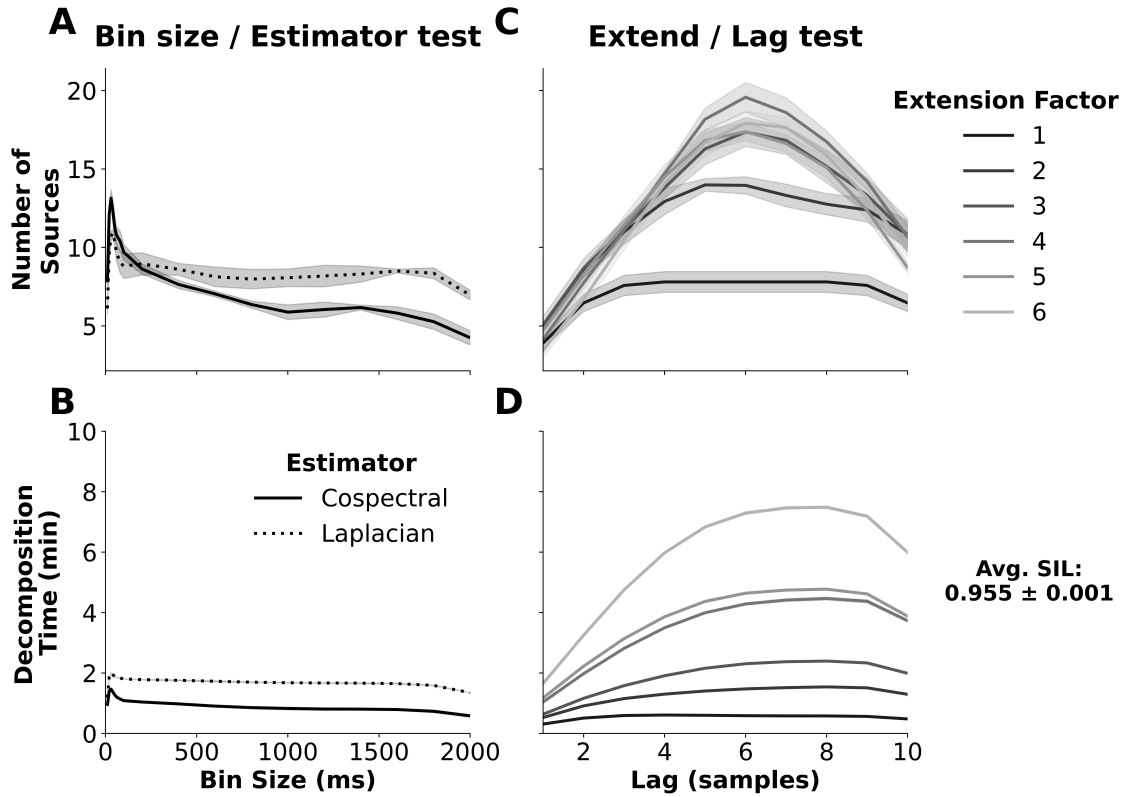 A
Bin size / Estimator test
Number of
Sources
20
15
10
5
C
Extend / Lag test
Extension Factor
1
2
3
4
5
6
B
Decomposition
Time (min)
10
8
6
4
2
0
Estimator
Cospectral
Laplacian
0
500
1000
1500
2000
Bin Size (ms)
D
2
4
6
8
10
Lag (samples)
Avg. SIL:
0.955 ± 0.001